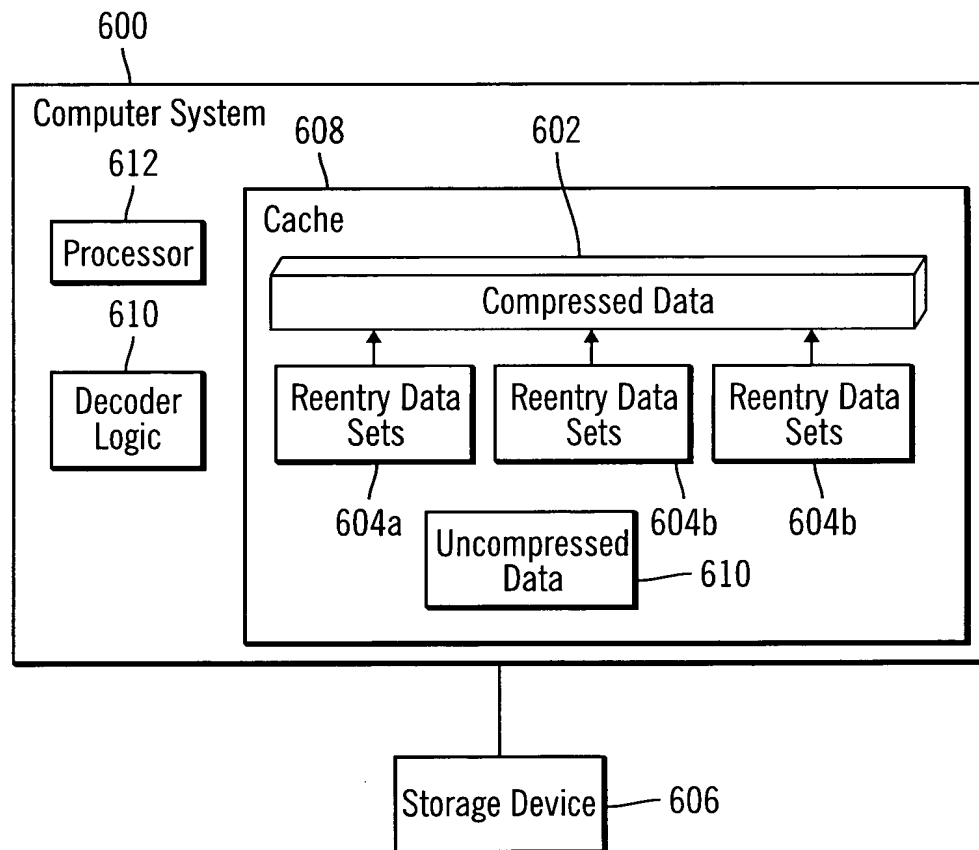 600
Computer System
608
602
612
Cache
Processor
Compressed Data
610
Decoder
Logic
Reentry Data
Sets
Reentry Data
Sets
Reentry Data
Sets
604a
604b
604b
Uncompressed
Data
610
Storage Device
606